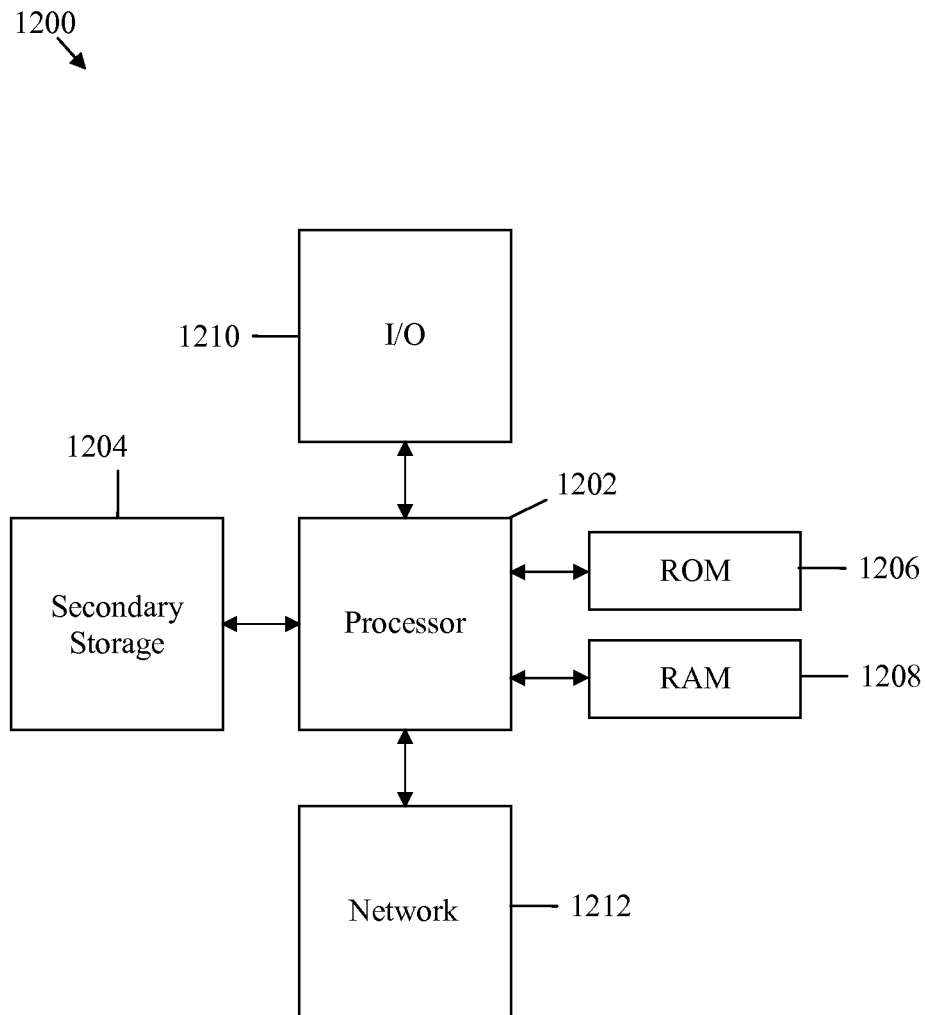 1200
I/O
1210
1204
1202
Secondary
Storage
Processor
ROM
1206
RAM
1208
Network
1212